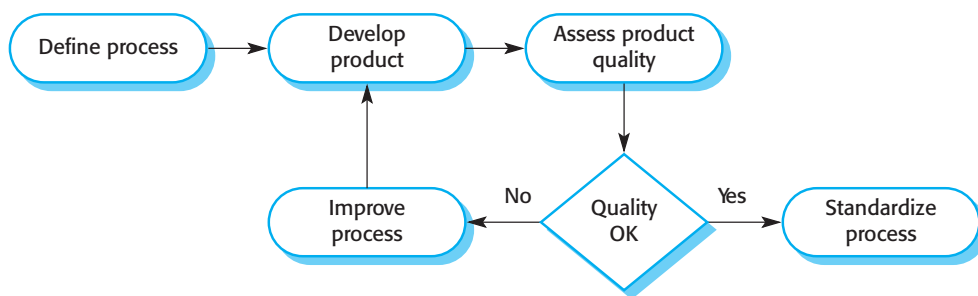 Define process
Develop
product
Assess product
quality
No
Yes
Improve
process
Quality
OK
Standardize
process